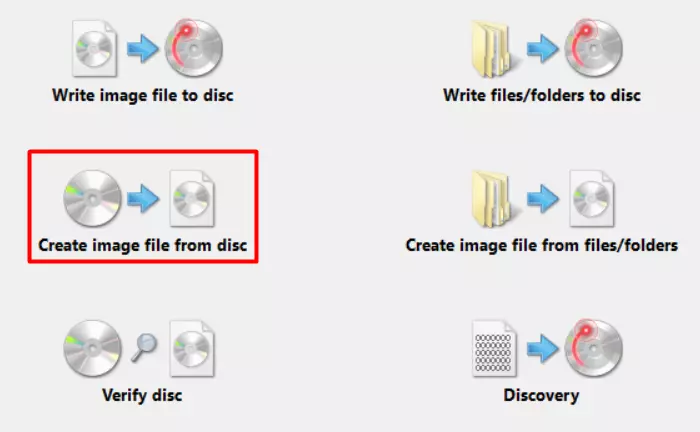 Write image file to disc
Write files/folders to disc
Create image file from disc
Create image file from files/folders
Verify disc
Discovery